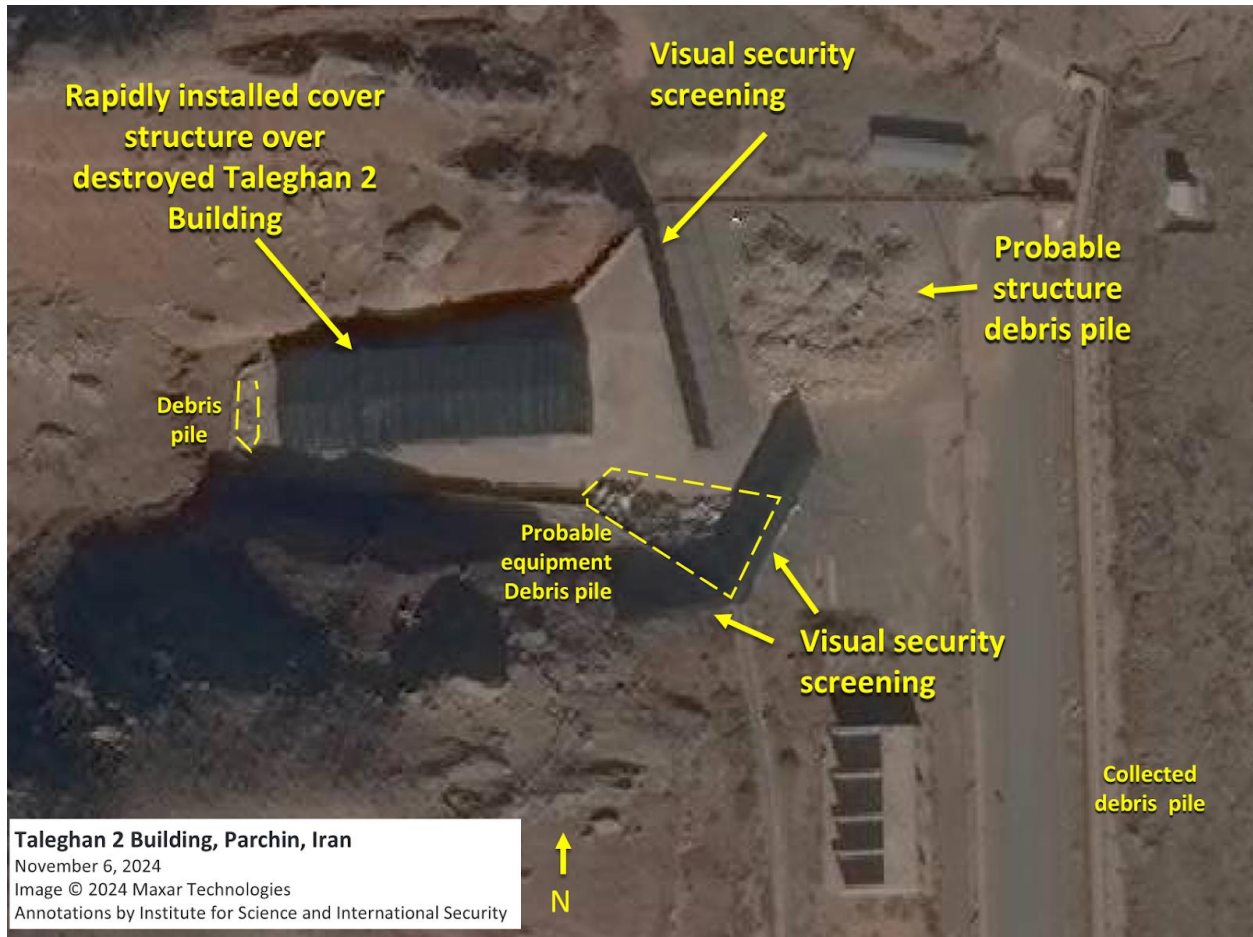 Rapidly installed cover
structure over
destroyed Taleghan 2
Building
Visual security
screening
Probable
structure
debris pile
Debris
pile
Probable
equipment
Debris pile
Visual security
screening
Collected
debris pile
Taleghan 2 Building, Parchin, Iran
November 6, 2024
Image © 2024 Maxar Technologies
Annotations by Institute for Science and International Security
N